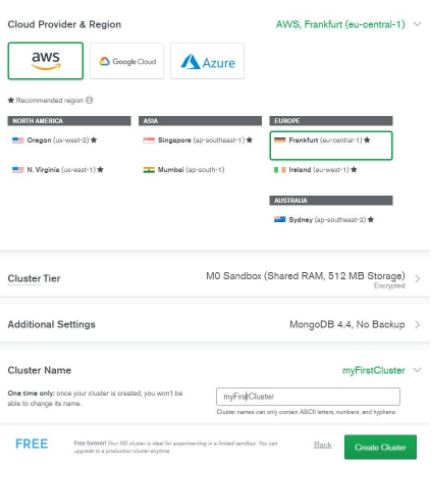 Cloud Provider & Region
AWS, Frankfurt (eu-central-1)
aws
Google Cloud
Azure
★ Recommended region
NORTH AMERICA
ASIA
EUROPE
Oregon (us-west-2) ★
Singapore (ap-southeast-1) ★
Frankfurt (eu-central-1) ★
N. Virginia (us-east-1) ★
Mumbai (ap-south-1)
Ireland (eu-west-1) ★
AUSTRALIA
Sydney (ap-southeast-2) ★
Cluster Tier
M0 Sandbox (Shared RAM, 512 MB Storage)
Encrypted
Additional Settings
MongoDB 4.4, No Backup
Cluster Name
myFirstCluster
One time only: once your cluster is created, you won't be
able to change its name.
myFirstCluster
Cluster names can only contain ASCII letters, numbers, and hyphens.
FREE
Free forever! Your M0 cluster is ideal for experimenting in a limited sandbox. You can
upgrade to a production cluster anytime.
Back
Create Cluster